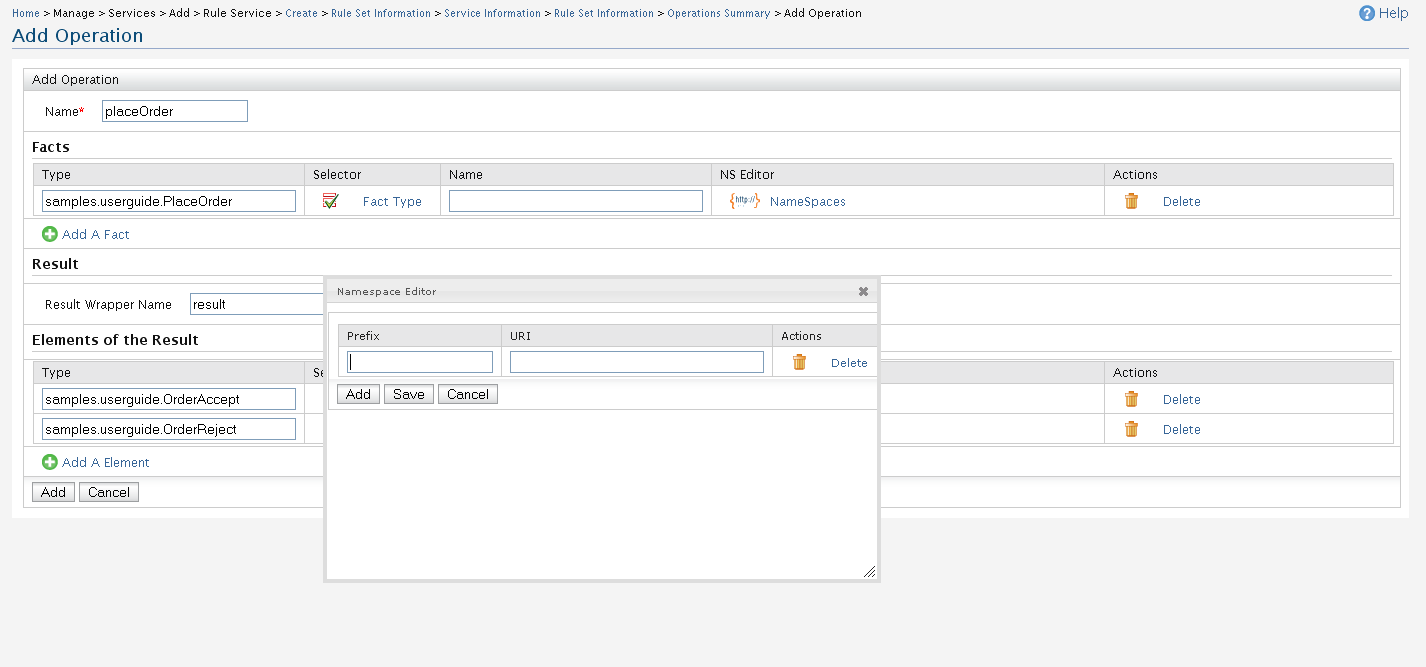 Home > Manage > Services > Add > Rule Service > Create > Rule Set Information > Service Information > Rule Set Information > Operations Summary > Add Operation
Help
Add Operation
Add Operation
Name* placeOrder
Facts
Type Selector Name NS Editor Actions
samples.userguide.PlaceOrder Fact Type {http://} NameSpaces Delete
Add A Fact
Result
Namespace Editor
Result Wrapper Name result
Prefix URI Actions
Delete
Add Save Cancel
Elements of the Result
Type Se Actions
samples.userguide.OrderAccept Delete
samples.userguide.OrderReject Delete
Add A Element
Add Cancel